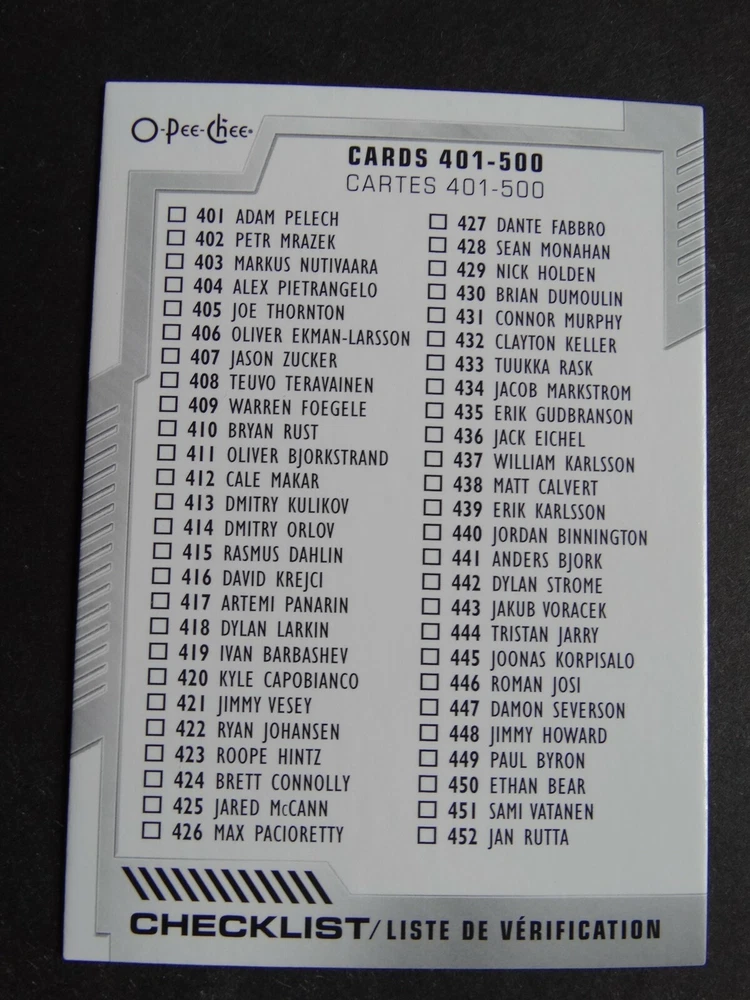 O-Pee-Chee
CARDS 401-500
CARTES 401-500
401 ADAM PELECH
402 PETR MRAZEK
403 MARKUS NUTIVAARA
404 ALEX PIETRANGELO
405 JOE THORNTON
406 OLIVER EKMAN-LARSSON
407 JASON ZUCKER
408 TEUVO TERAVAINEN
409 WARREN FOEGELE
410 BRYAN RUST
411 OLIVER BJORKSTRAND
412 CALE MAKAR
413 DMITRY KULIKOV
414 DMITRY ORLOV
415 RASMUS DAHLIN
416 DAVID KREJCI
417 ARTEMI PANARIN
418 DYLAN LARKIN
419 IVAN BARBASHEV
420 KYLE CAPOBIANCO
421 JIMMY VESEY
422 RYAN JOHANSEN
423 ROOPE HINTZ
424 BRETT CONNOLLY
425 JARED McCANN
426 MAX PACIORETTY
427 DANTE FABBRO
428 SEAN MONAHAN
429 NICK HOLDEN
430 BRIAN DUMOULIN
431 CONNOR MURPHY
432 CLAYTON KELLER
433 TUUKKA RASK
434 JACOB MARKSTROM
435 ERIK GUDBRANSON
436 JACK EICHEL
437 WILLIAM KARLSSON
438 MATT CALVERT
439 ERIK KARLSSON
440 JORDAN BINNINGTON
441 ANDERS BJORK
442 DYLAN STROME
443 JAKUB VORACEK
444 TRISTAN JARRY
445 JOONAS KORPISALO
446 ROMAN JOSI
447 DAMON SEVERSON
448 JIMMY HOWARD
449 PAUL BYRON
450 ETHAN BEAR
451 SAMI VATANEN
452 JAN RUTTA
CHECKLIST/LISTE DE VÉRIFICATION